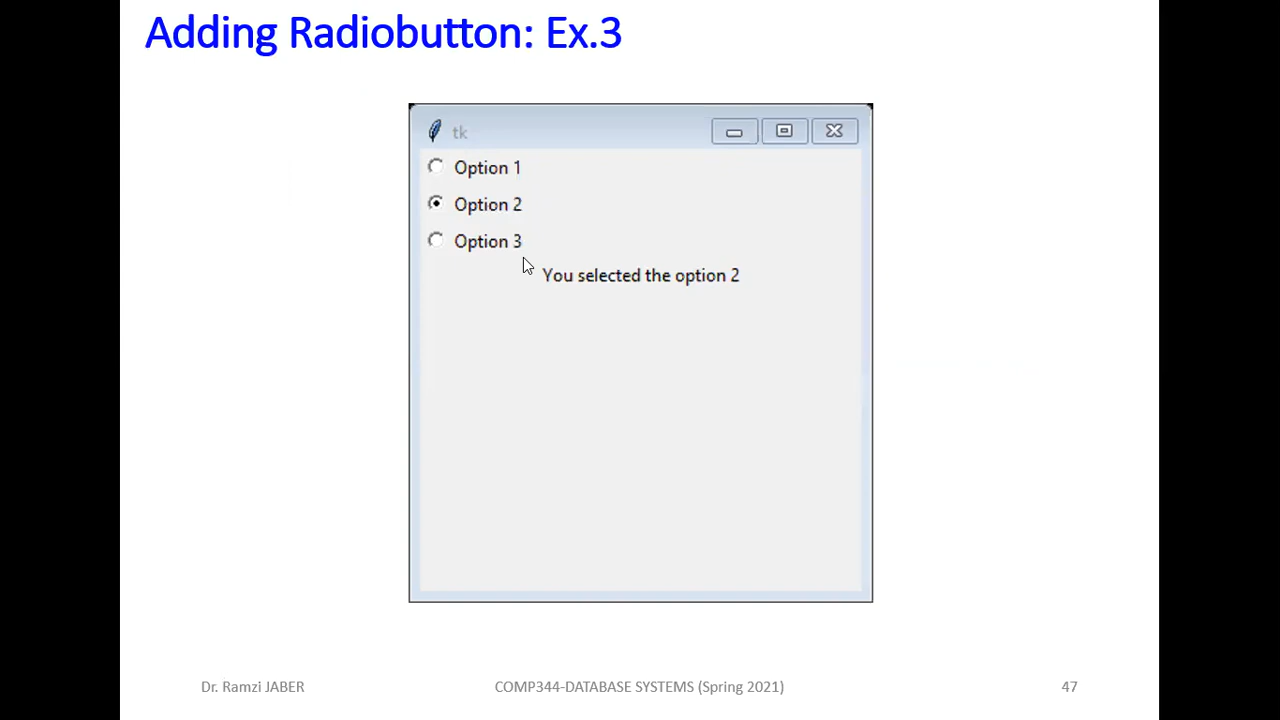 Adding Radiobutton: Ex.3
tk
Option 1
Option 2
Option 3
You selected the option 2
Dr. Ramzi JABER
COMP344-DATABASE SYSTEMS (Spring 2021)
47